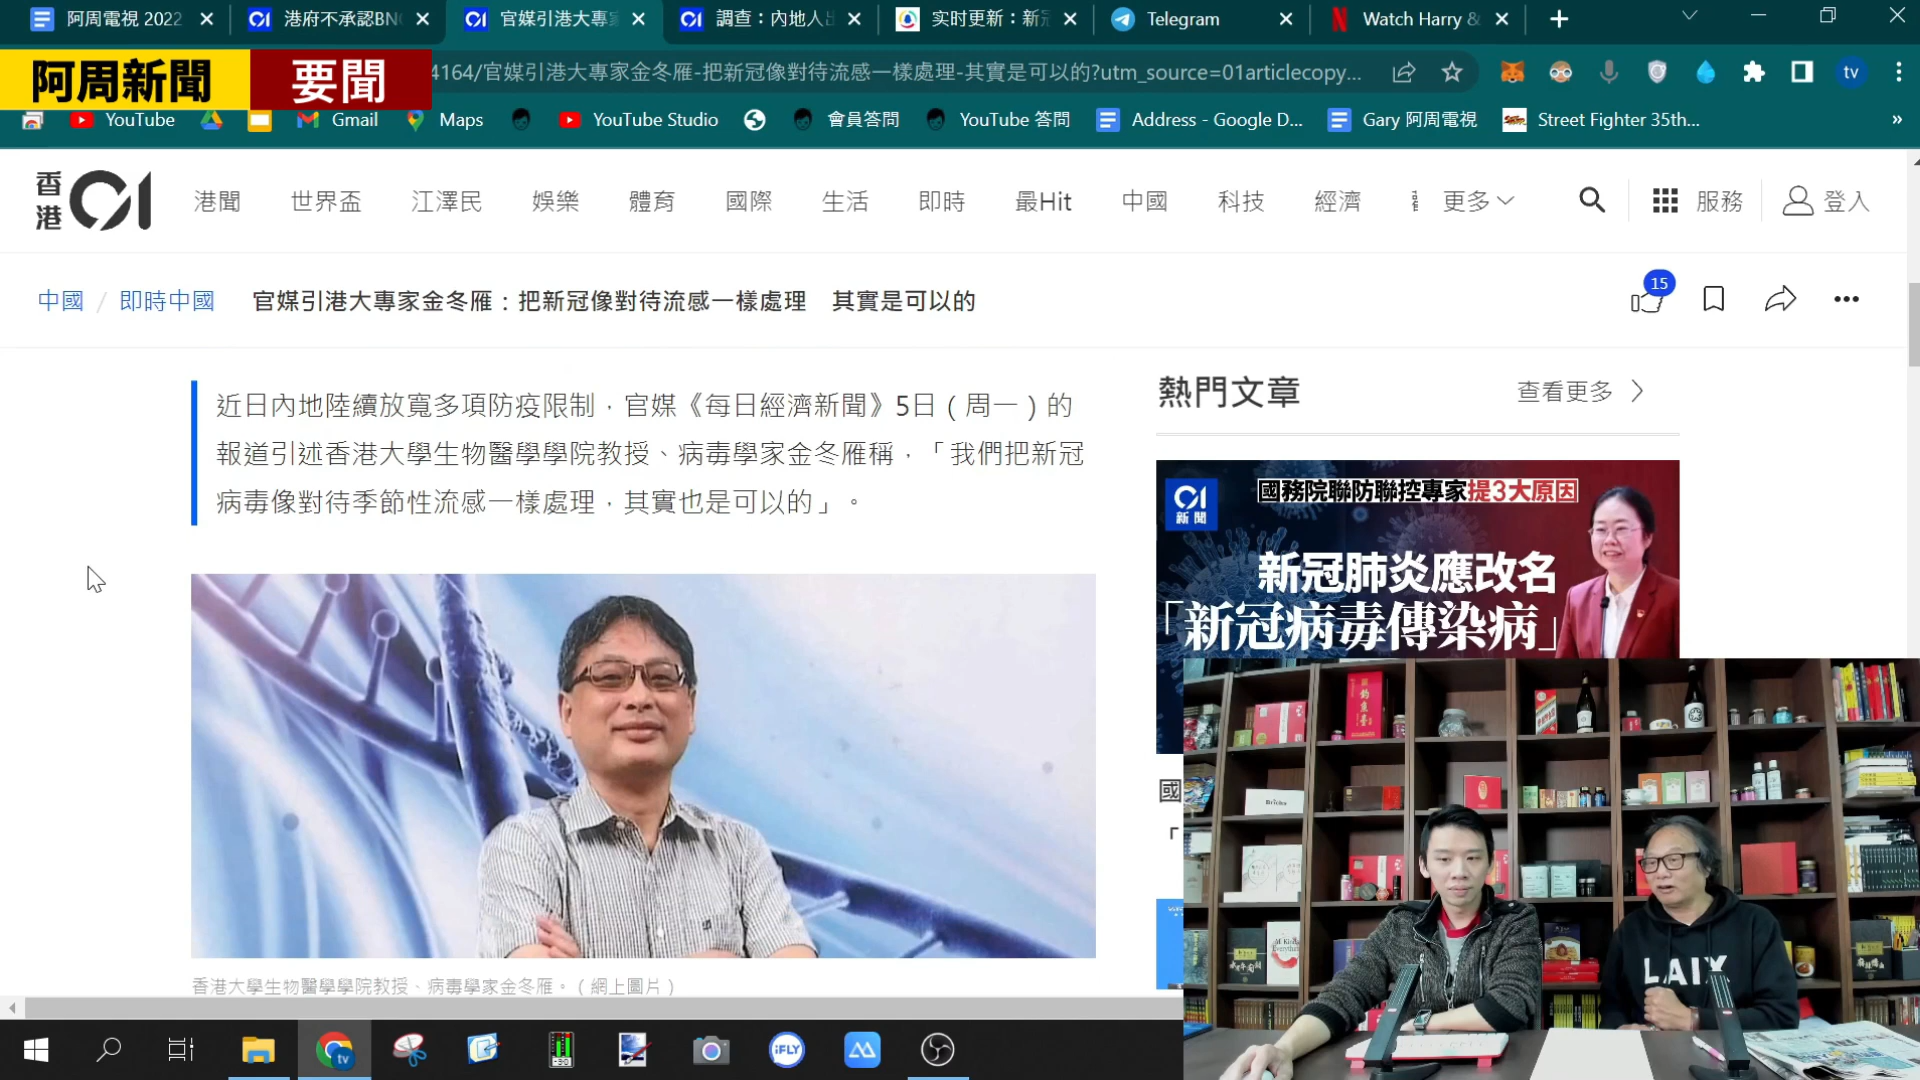 阿周電視 2022
港府不承認BN
官媒引港大專
調查：內地人
实时更新：新
Telegram
Watch Harry &
阿周新聞
要聞
4164/官媒引港大專家金冬雁-把新冠像對待流感一樣處理-其實是可以的?utm_source=01articlecopy...
tv
YouTube
Gmail
Maps
YouTube Studio
會員答問
YouTube 答問
Address - Google D...
Gary 阿周電視
Street Fighter 35th...
»
香港01
港聞
世界盃
江澤民
娛樂
體育
國際
生活
即時
最Hit
中國
科技
經濟
更多
服務
登入
中國 / 即時中國
官媒引港大專家金冬雁：把新冠像對待流感一樣處理　其實是可以的
15
近日內地陸續放寬多項防疫限制，官媒《每日經濟新聞》5日（周一）的
報道引述香港大學生物醫學學院教授、病毒學家金冬雁稱，「我們把新冠
病毒像對待季節性流感一樣處理，其實也是可以的」。
熱門文章
查看更多
01
新聞
國務院聯防聯控專家提3大原因
新冠肺炎應改名
「新冠病毒傳染病」
國
「
香港大學生物醫學學院教授、病毒學家金冬雁。（網上圖片）
LAIX
tv
iFLY